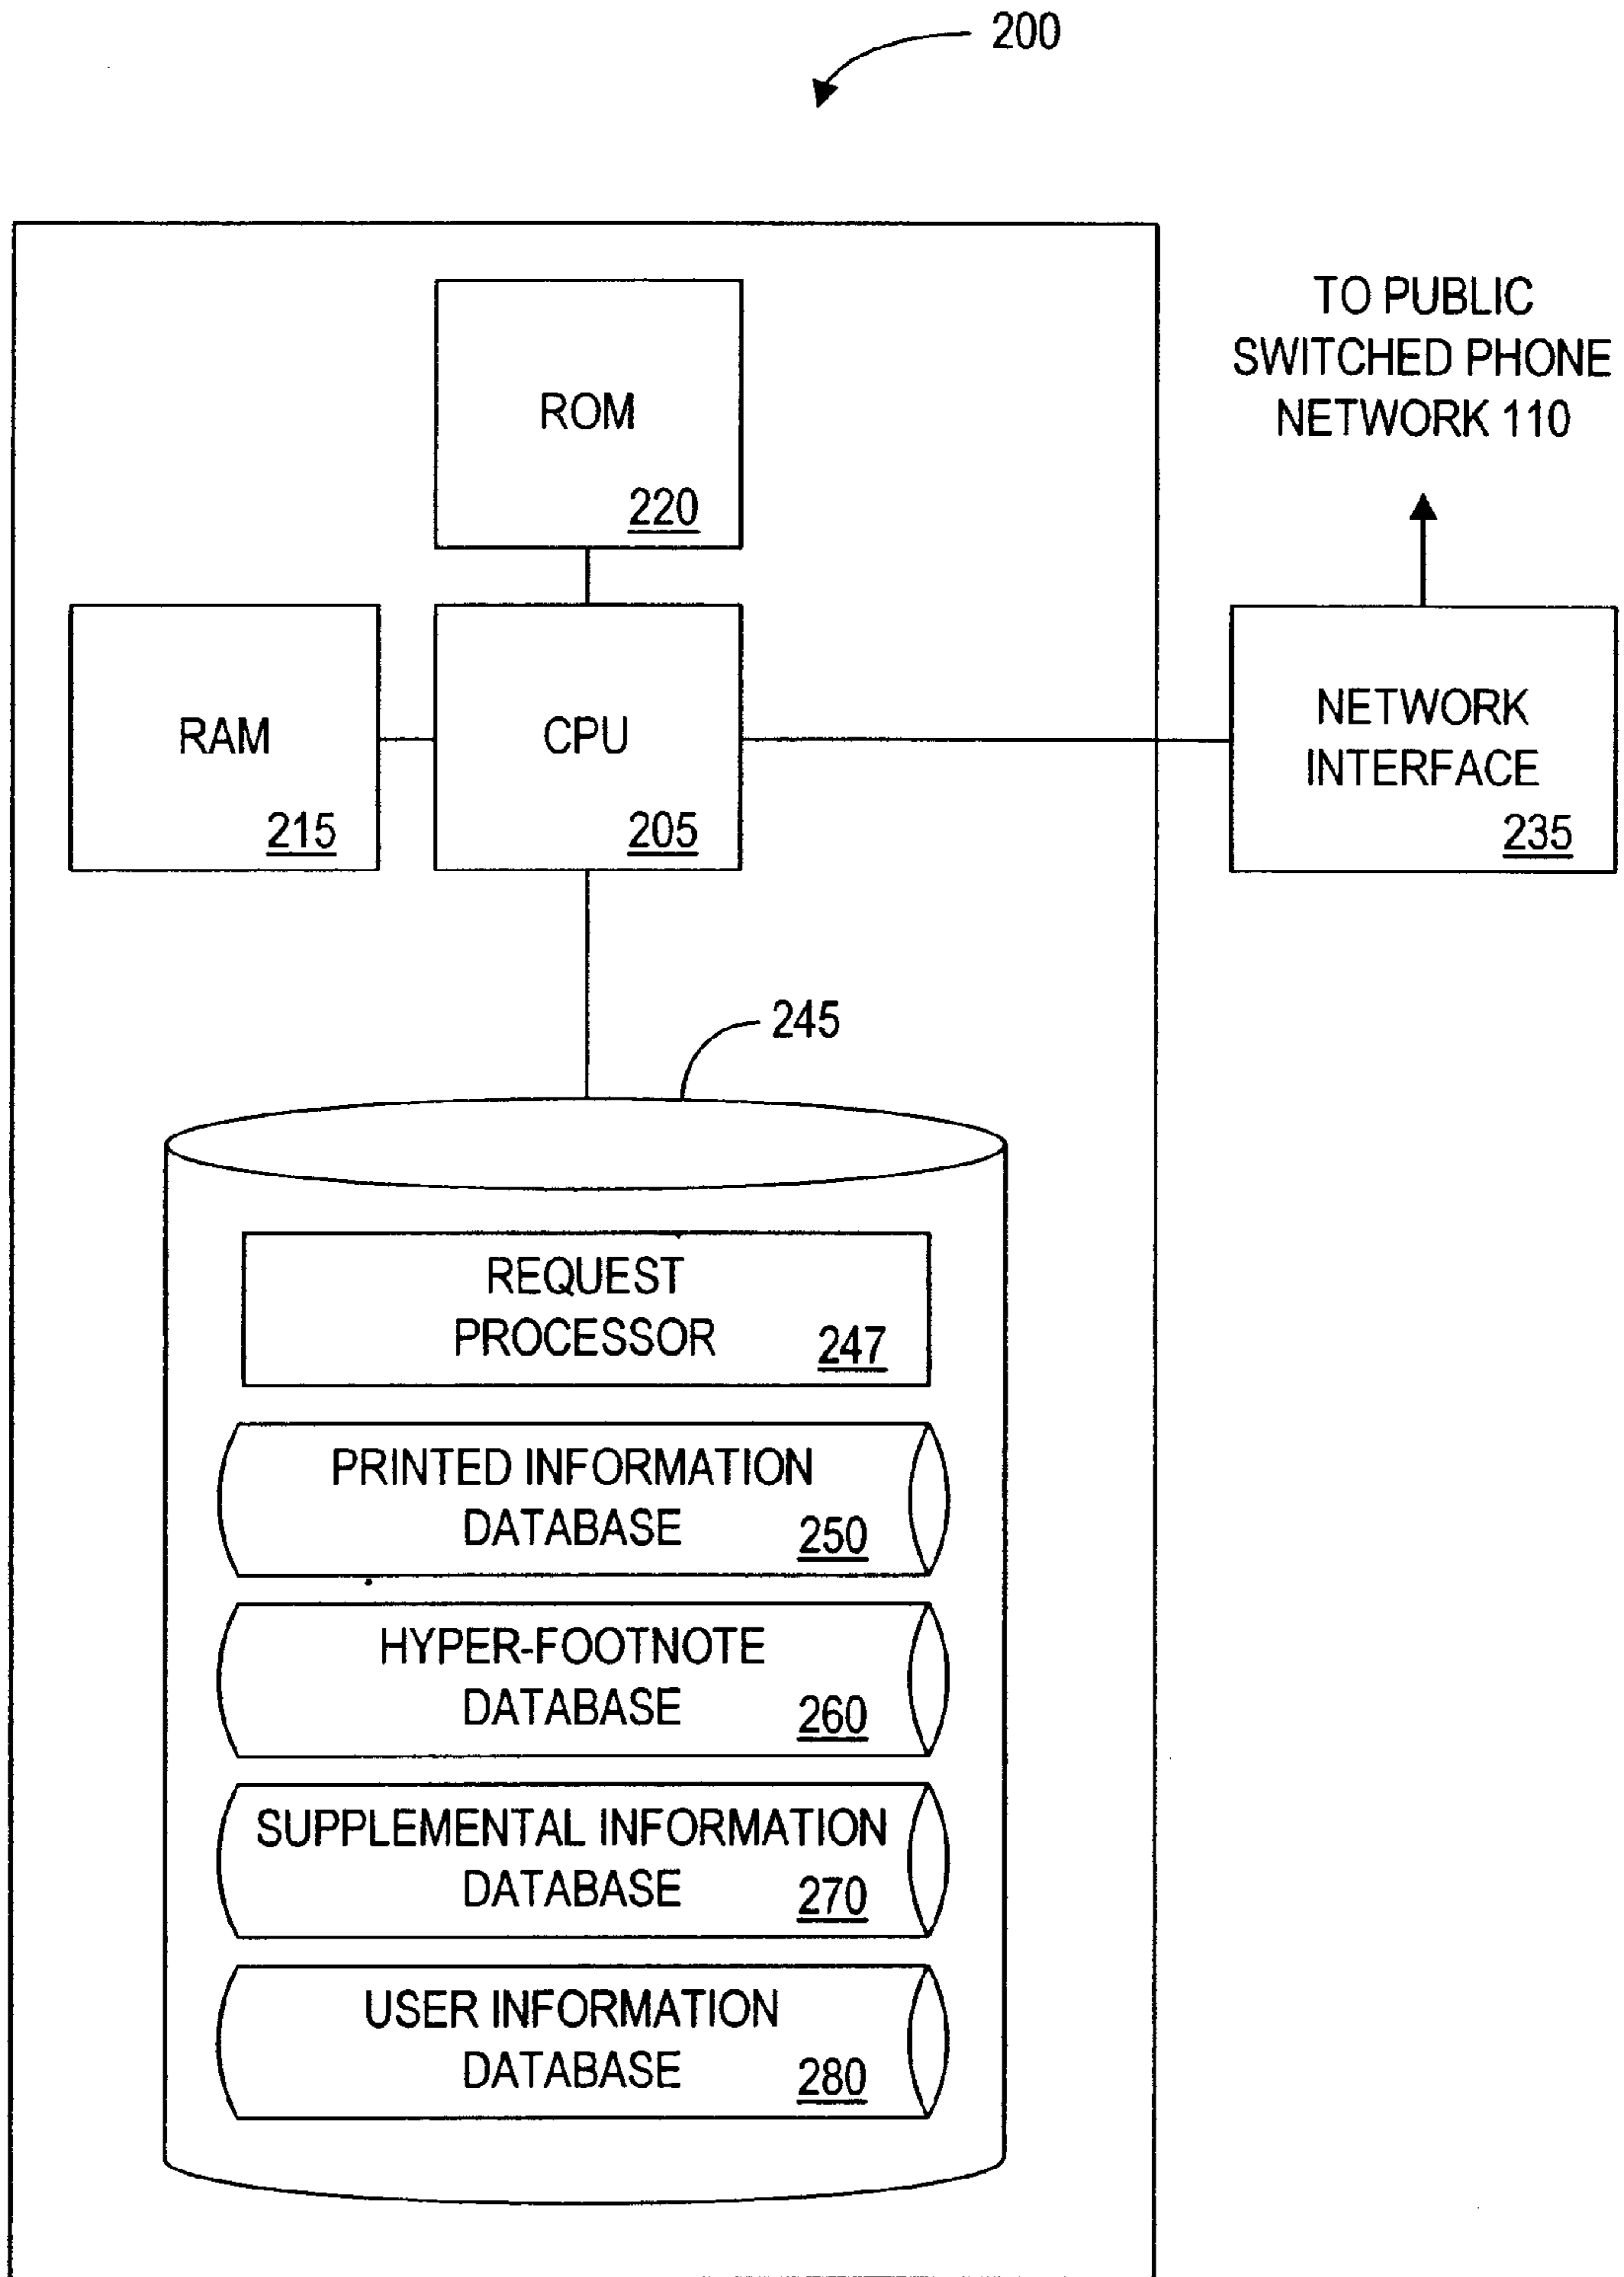 200
TO PUBLIC
SWITCHED PHONE
NETWORK 110
ROM
220
RAM
215
CPU
205
NETWORK
INTERFACE
235
245
REQUEST
PROCESSOR 247
PRINTED INFORMATION
DATABASE 250
HYPER-FOOTNOTE
DATABASE 260
SUPPLEMENTAL INFORMATION
DATABASE 270
USER INFORMATION
DATABASE 280